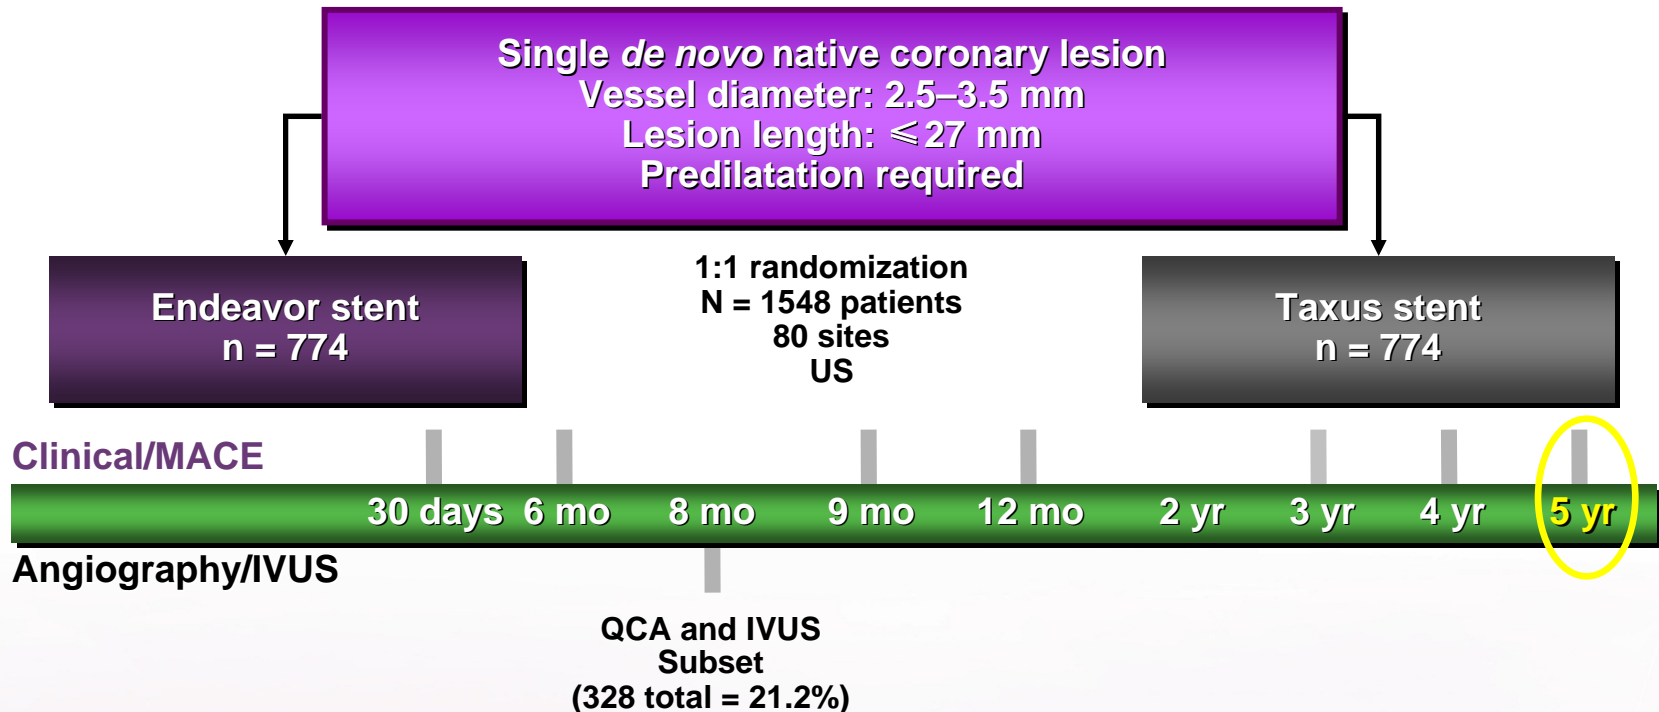 Single de novo native coronary lesion
Vessel diameter: 2.5–3.5 mm
Lesion length: ≤27 mm
Predilatation required
Endeavor stent
n = 774
1:1 randomization
N = 1548 patients
80 sites
US
Taxus stent
n = 774
Clinical/MACE
30 days 6 mo 8 mo 9 mo 12 mo 2 yr 3 yr 4 yr 5 yr
Angiography/IVUS
QCA and IVUS
Subset
(328 total = 21.2%)